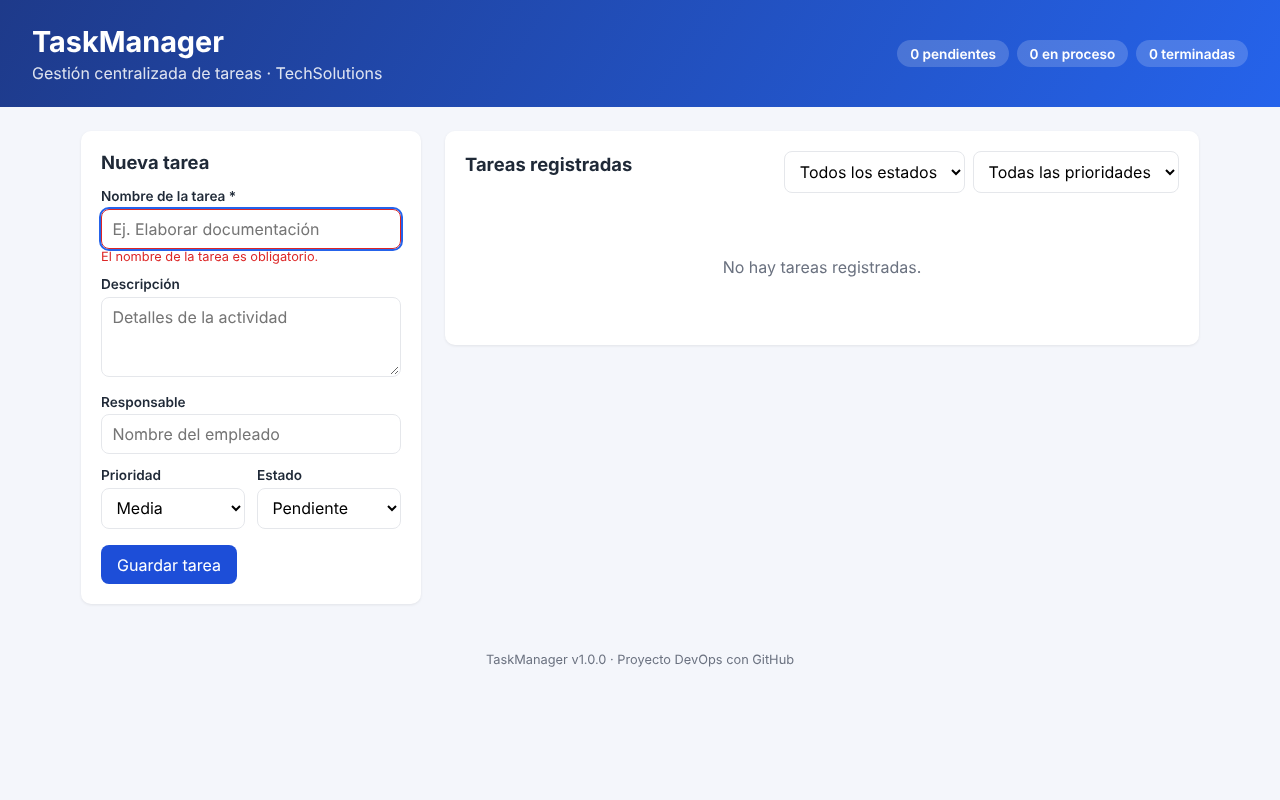 TaskManager
Gestión centralizada de tareas · TechSolutions
0 pendientes
0 en proceso
0 terminadas
Nueva tarea
Nombre de la tarea *
Ej. Elaborar documentación
El nombre de la tarea es obligatorio.
Descripción
Detalles de la actividad
Responsable
Nombre del empleado
Prioridad
Estado
Media
Pendiente
Guardar tarea
Tareas registradas
Todos los estados
Todas las prioridades
No hay tareas registradas.
TaskManager v1.0.0 · Proyecto DevOps con GitHub